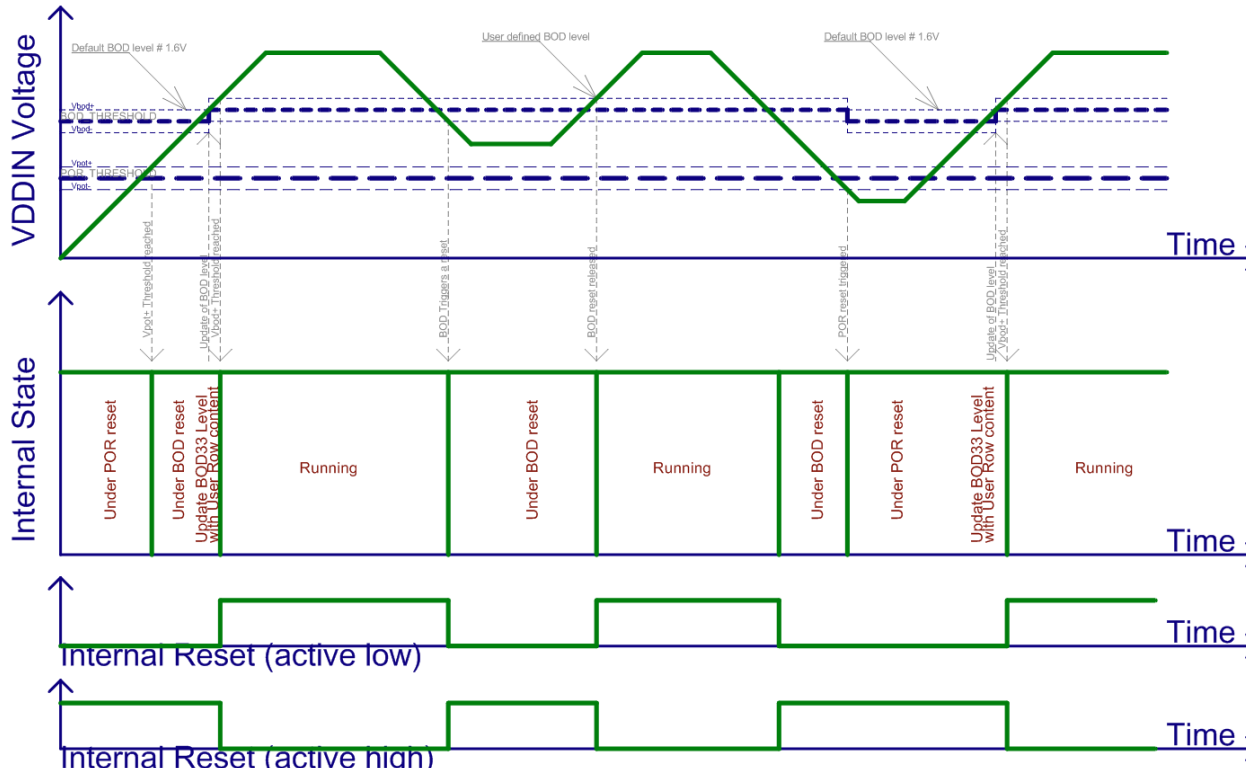 Default BOD level # 1.6V
User defined BOD level
Default BOD level # 1.6V
VDDIN Voltage
Vbod+
BOD_THRESHOLD
Vbod-
Vpot+
POR_THRESHOLD
Vpot-
Time
Vpot+ Threshold reached
Update of BOD level
Vbod+ Threshold reached
BOD Triggers a reset
BOD reset released
POR reset triggered
Update of BOD level
Vbod+ Threshold reached
Internal State
Under POR reset
Under BOD reset
Update BOD33 Level
with User Row content
Running
Under BOD reset
Running
Under BOD reset
Under POR reset
Update BOD33 Level
with User Row content
Running
Time
Time
Internal Reset (active low)
Time
Internal Reset (active high)